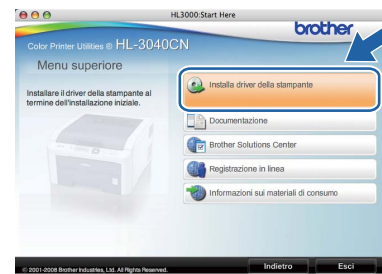 HL3000:Start Here
brother
Color Printer Utilities ® HL-3040CN
Menu superiore
Installare il driver della stampante al
termine dell'installazione iniziale.
Installa driver della stampante
Documentazione
Brother Solutions Center
Registrazione in linea
Informazioni sui materiali di consumo
© 2001-2008 Brother Industries, Ltd. All Rights Reserved.
Indietro
Esci